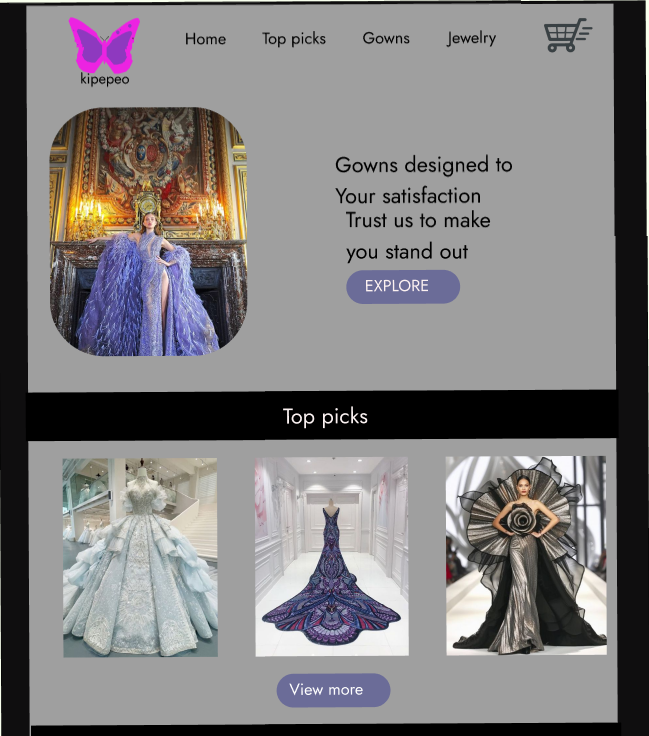 Home
Top picks
Gowns
Jewelry
kipepeo
Gowns designed to
Your satisfaction
Trust us to make
you stand out
EXPLORE
Top picks
View more